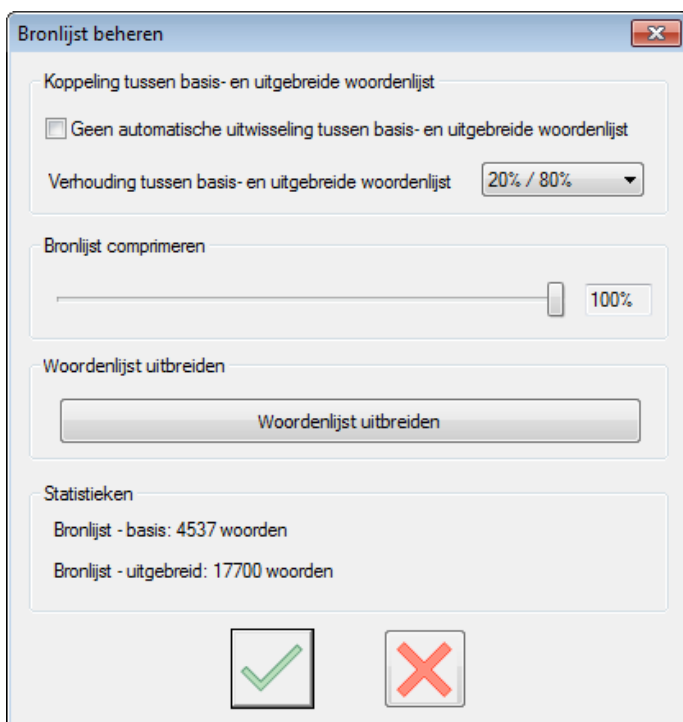 Bronlijst beheren
Koppeling tussen basis- en uitgebreide woordenlijst
Geen automatische uitwisseling tussen basis- en uitgebreide woordenlijst
Verhouding tussen basis- en uitgebreide woordenlijst 20% / 80%
Bronlijst comprimeren
100%
Woordenlijst uitbreiden
Woordenlijst uitbreiden
Statistieken
Bronlijst - basis: 4537 woorden
Bronlijst - uitgebreid: 17700 woorden